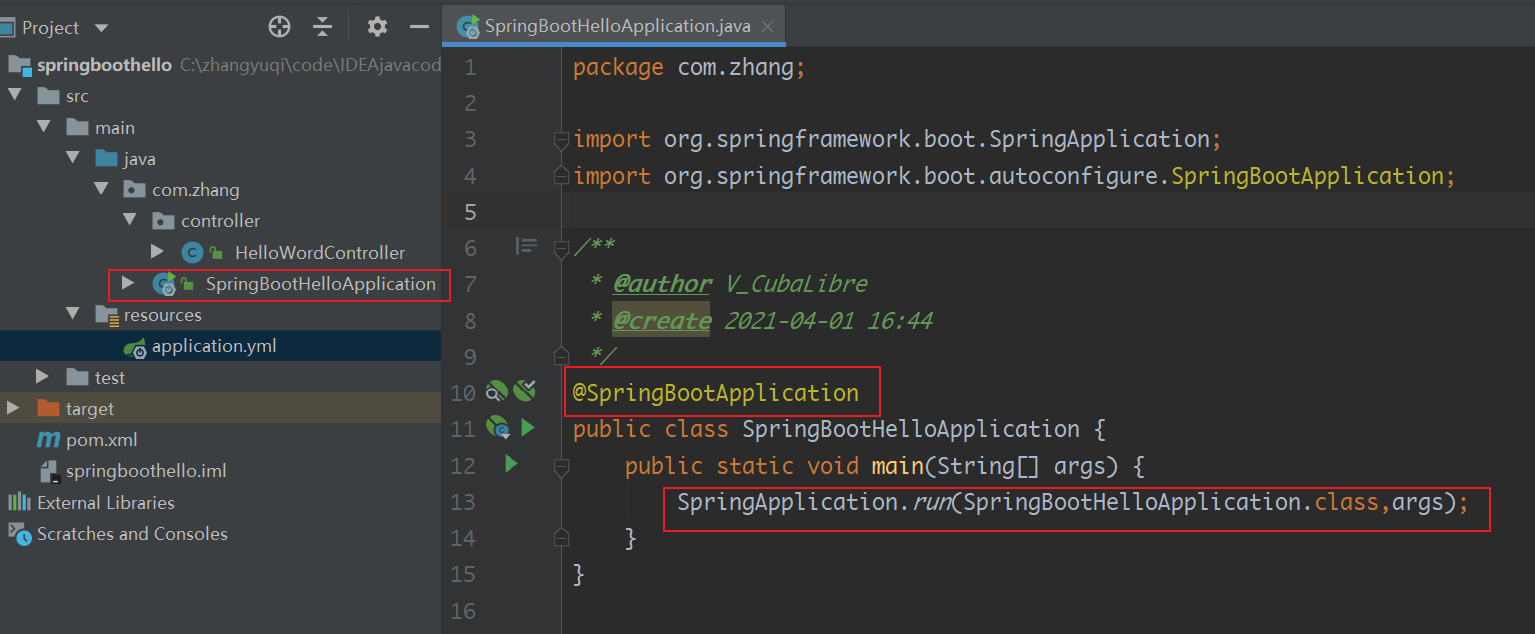 Project
springboothello C:\zhangyuqi\code\IDEAjavacod
src
main
java
com.zhang
controller
HelloWordController
SpringBootHelloApplication
resources
application.yml
test
target
pom.xml
springboothello.iml
External Libraries
Scratches and Consoles
SpringBootHelloApplication.java
1 package com.zhang;
2
3 import org.springframework.boot.SpringApplication;
4 import org.springframework.boot.autoconfigure.SpringBootApplication;
5
6 /**
7 * @author V_CubaLibre
8 * @create 2021-04-01 16:44
9 */
10 @SpringBootApplication
11 public class SpringBootHelloApplication {
12 public static void main(String[] args) {
13 SpringApplication.run(SpringBootHelloApplication.class,args);
14 }
15 }
16